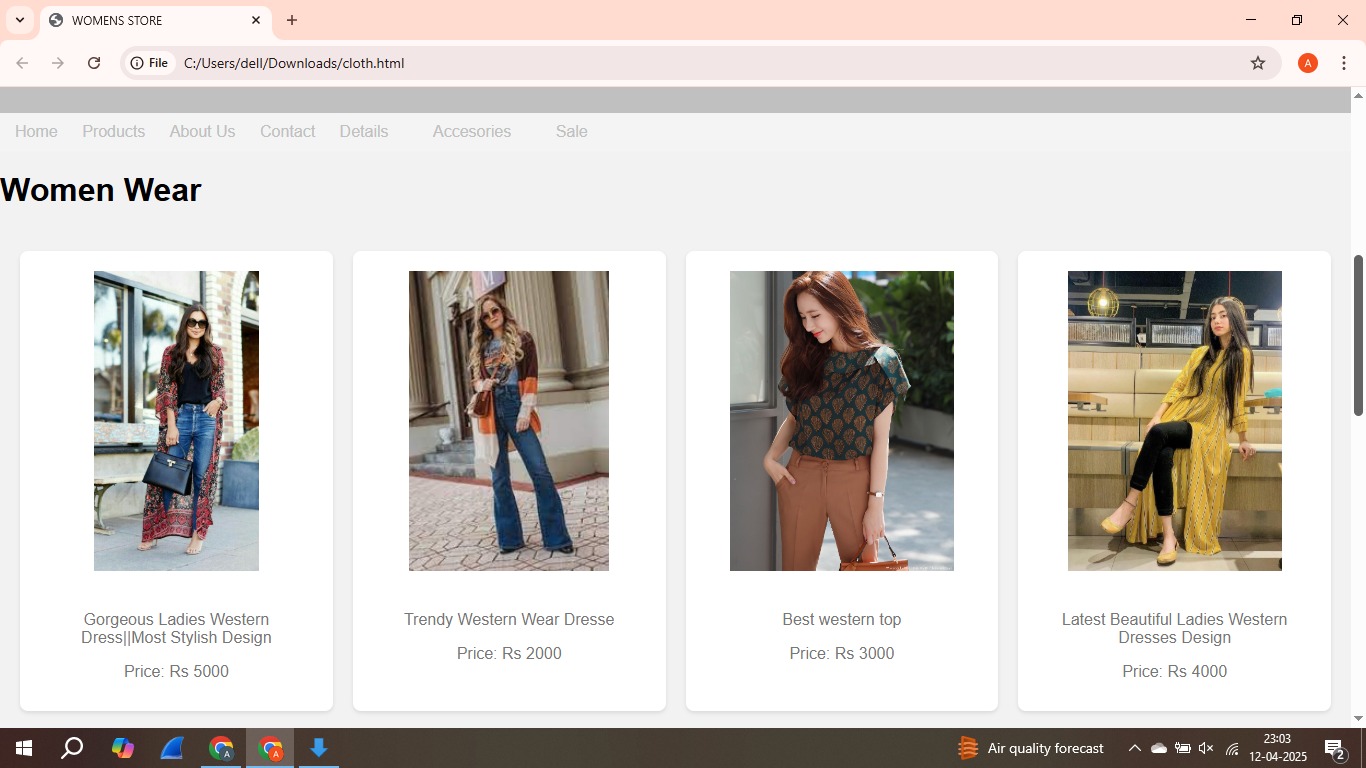 WOMENS STORE
File C:/Users/dell/Downloads/cloth.html
A
Home Products About Us Contact Details Accesories Sale
Women Wear
Gorgeous Ladies Western
Dress||Most Stylish Design
Price: Rs 5000
Trendy Western Wear Dresse
Price: Rs 2000
Best western top
Price: Rs 3000
Latest Beautiful Ladies Western
Dresses Design
Price: Rs 4000
A
A
Air quality forecast
23:03
12-04-2025
2